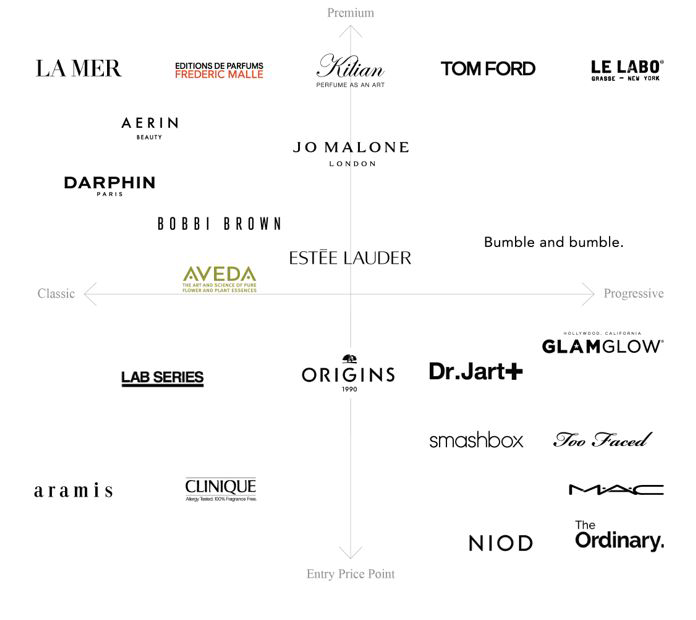 Premium
LA MER
EDITIONS DE PARFUMS
FREDERIC MALLE
Kilian
PERFUME AS AN ART
TOM FORD
LE LABO®
GRASSE - NEW YORK
AERIN
BEAUTY
JO MALONE
LONDON
DARPHIN
PARIS
BOBBI BROWN
Bumble and bumble.
ESTĒE LAUDER
AVEDA
THE ART AND SCIENCE OF PURE
FLOWER AND PLANT ESSENCES
Classic
Progressive
HOLLYWOOD, CALIFORNIA
GLAMGLOW®
ORIGINS
1990
Dr.Jart+
LAB SERIES
smashbox
Too Faced
aramis
CLINIQUE
Allergy Tested. 100% Fragrance Free.
M·A·C
NIOD
The
Ordinary.
Entry Price Point